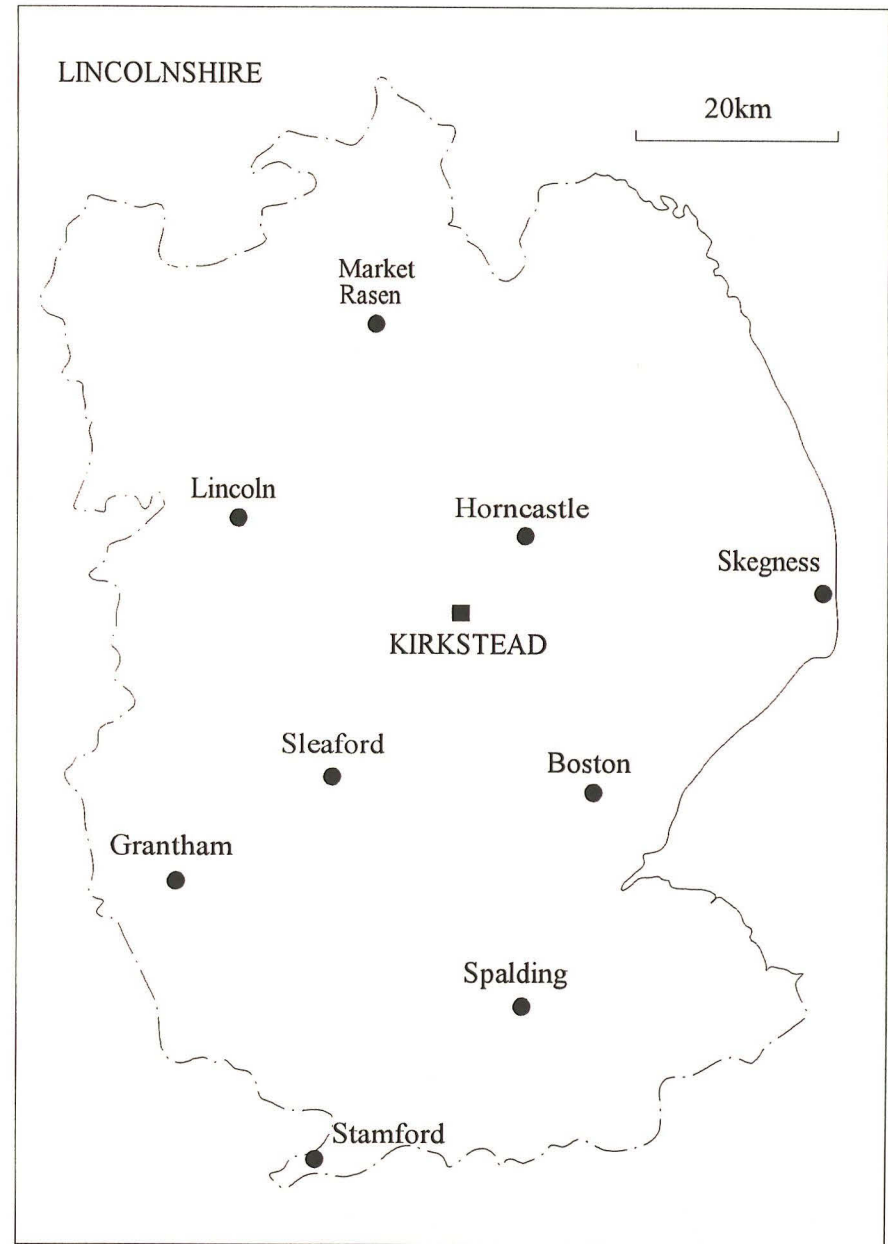 LINCOLNSHIRE
20km
Market
Rasen
Lincoln
Horncastle
Skegness
KIRKSTEAD
Sleaford
Boston
Grantham
Spalding
Stamford